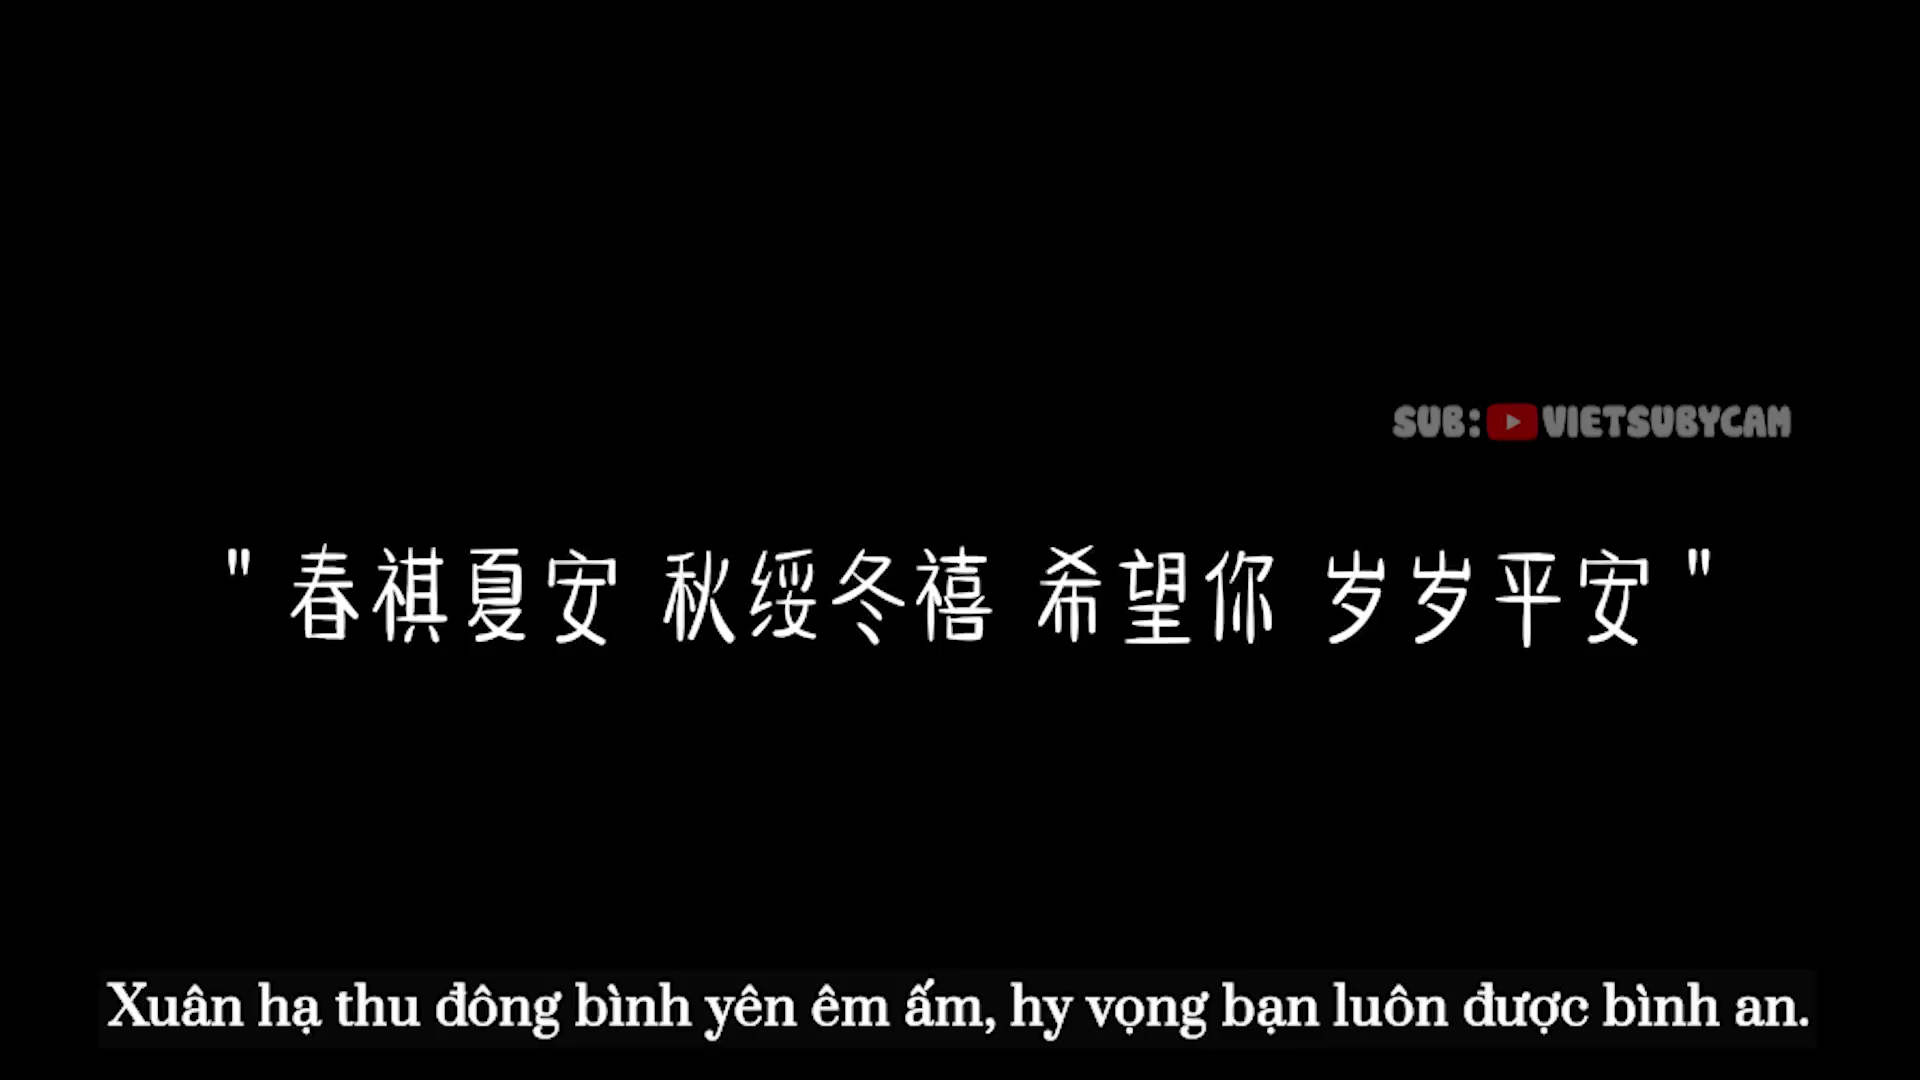 SUB: VIETSUBYCAM
" 春祺夏安 秋绥冬禧 希望你 岁岁平安 "
Xuân hạ thu đông bình yên êm ấm, hy vọng bạn luôn được bình an.